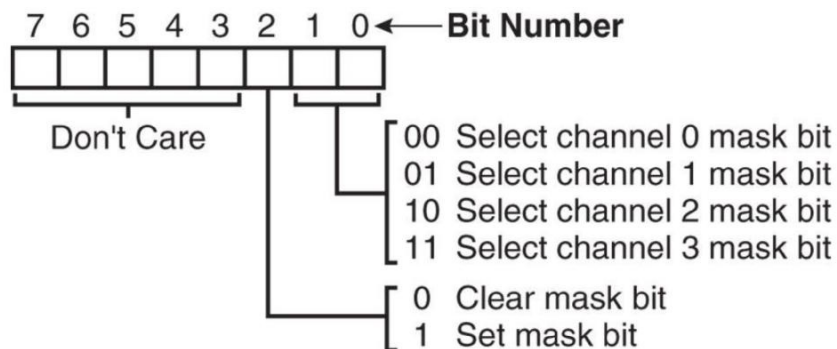 7 6 5 4 3 2 1 0 Bit Number
Don't Care
00 Select channel 0 mask bit
01 Select channel 1 mask bit
10 Select channel 2 mask bit
11 Select channel 3 mask bit
0 Clear mask bit
1 Set mask bit